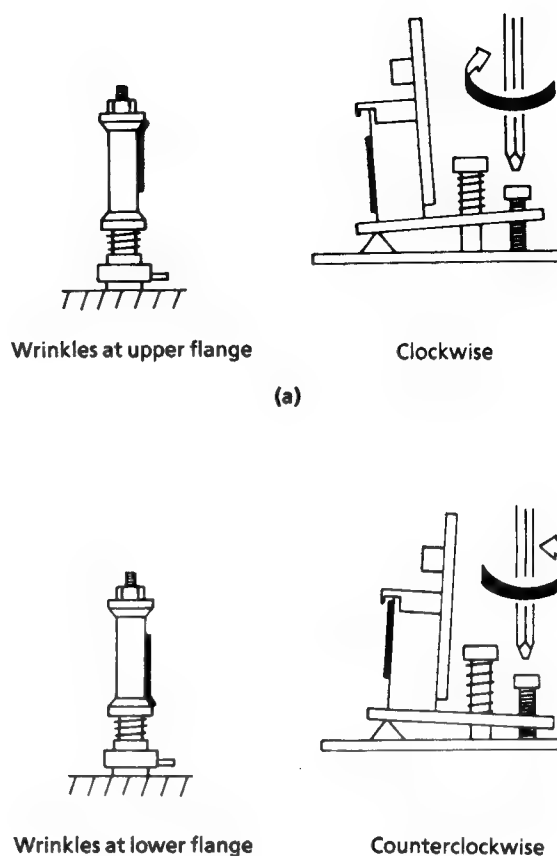 Wrinkles at upper flange
Clockwise
(a)
Wrinkles at lower flange
Counterclockwise